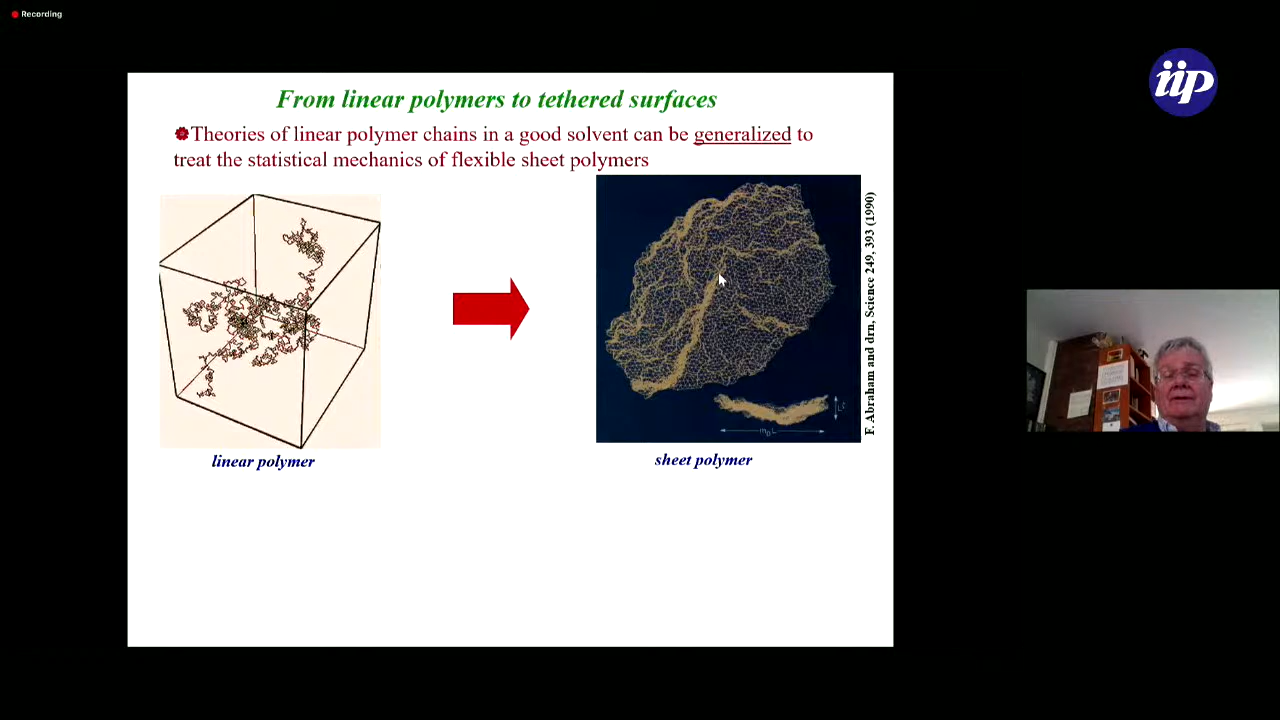 Recording
iip
From linear polymers to tethered surfaces
Theories of linear polymer chains in a good solvent can be generalized to
treat the statistical mechanics of flexible sheet polymers
F. Abraham and drn, Science 249, 393 (1990)
linear polymer
sheet polymer